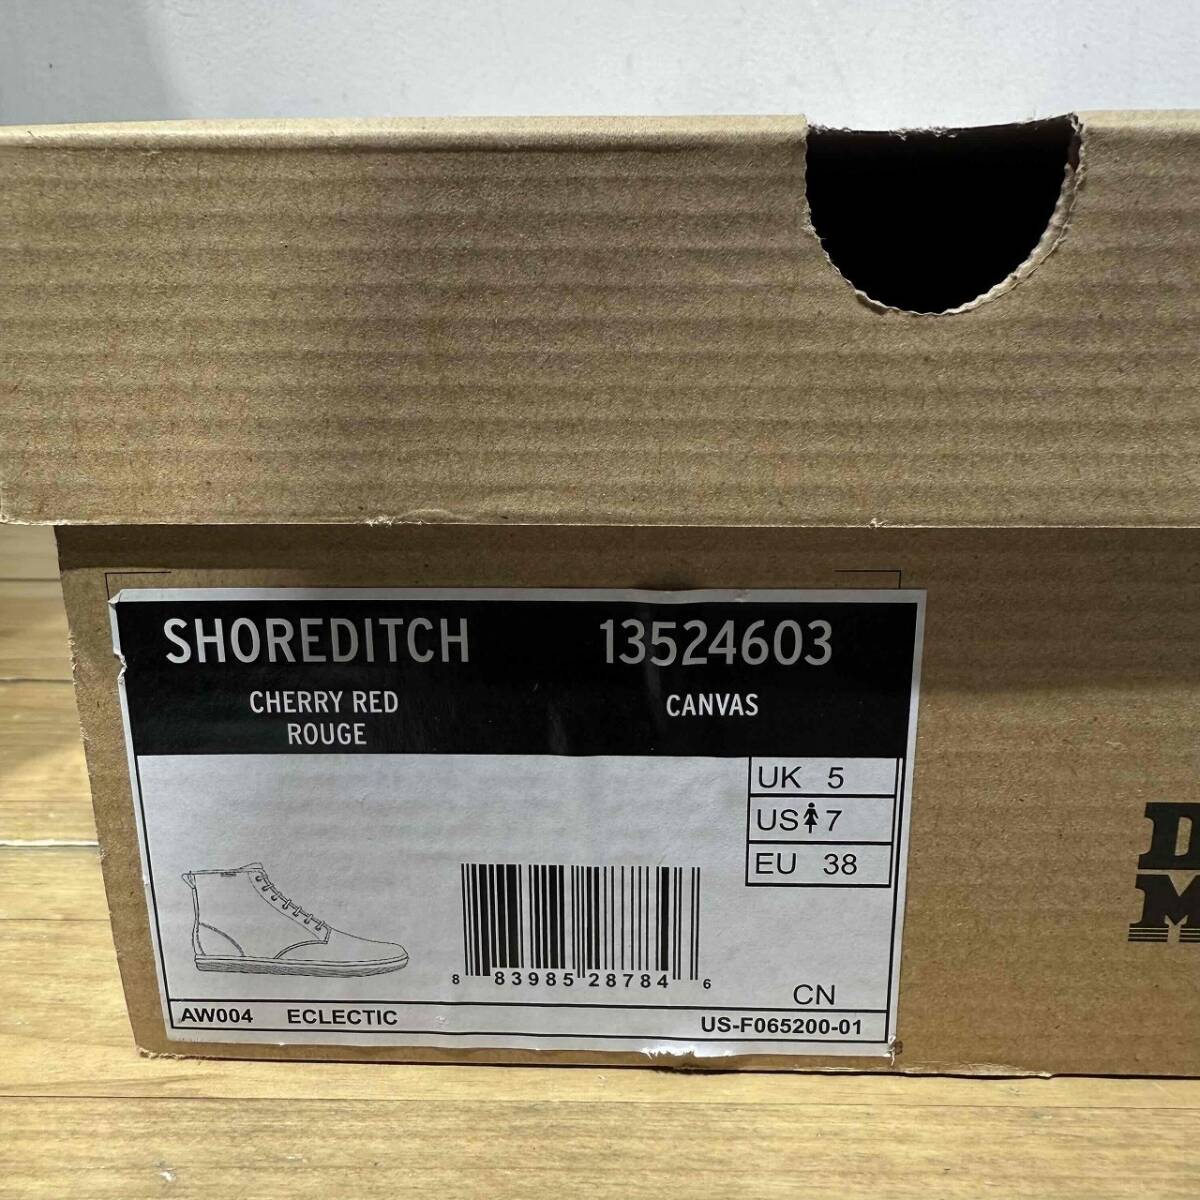 SHOREDITCH 13524603
CHERRY RED CANVAS
ROUGE
UK 5
US 7
EU 38
8 83985 28784 6
CN
AW004 ECLECTIC US-F065200-01
D
M